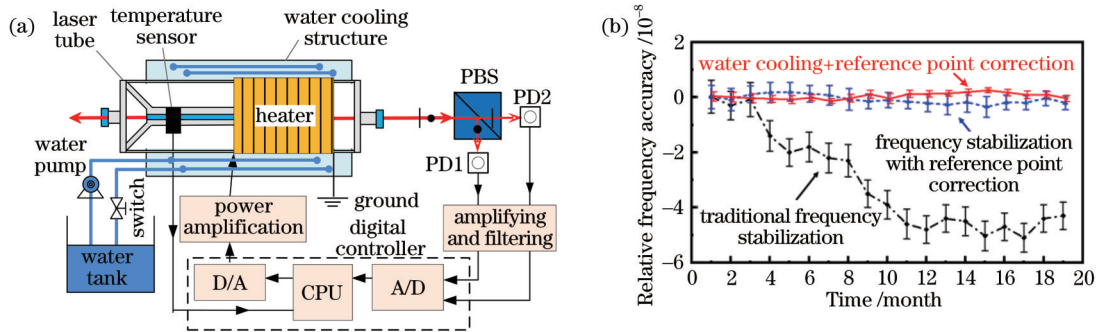 (a)
laser
tube
temperature
sensor
water cooling
structure
heater
PBS
PD2
PD1
water
pump
switch
water
tank
power
amplification
ground
digital
controller
amplifying
and filtering
D/A
CPU
A/D
(b)
Relative frequency accuracy /10⁻⁸
2
0
-2
-4
-6
water cooling+reference point correction
frequency stabilization
with reference point
correction
traditional frequency
stabilization
0 2 4 6 8 10 12 14 16 18 20
Time /month